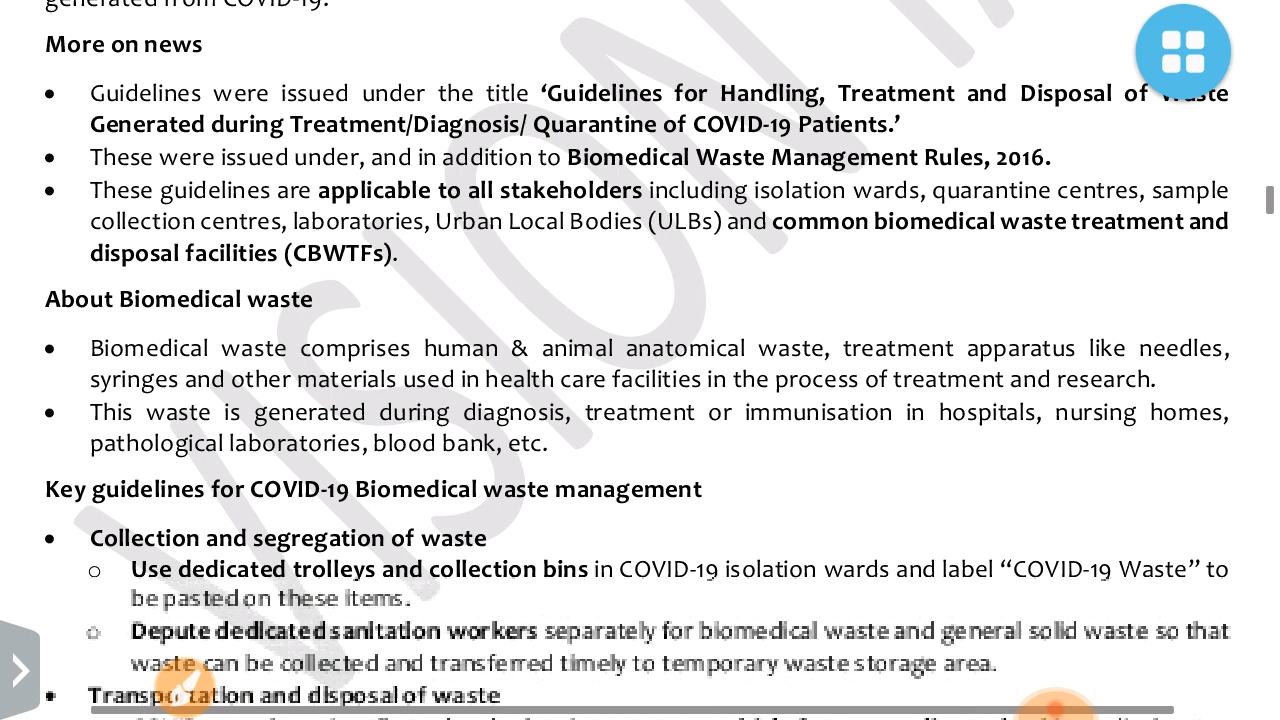 generated from COVID-19.
More on news
• Guidelines were issued under the title ‘Guidelines for Handling, Treatment and Disposal of Waste
Generated during Treatment/Diagnosis/ Quarantine of COVID-19 Patients.’
• These were issued under, and in addition to Biomedical Waste Management Rules, 2016.
• These guidelines are applicable to all stakeholders including isolation wards, quarantine centres, sample
collection centres, laboratories, Urban Local Bodies (ULBs) and common biomedical waste treatment and
disposal facilities (CBWTFs).
About Biomedical waste
• Biomedical waste comprises human & animal anatomical waste, treatment apparatus like needles,
syringes and other materials used in health care facilities in the process of treatment and research.
• This waste is generated during diagnosis, treatment or immunisation in hospitals, nursing homes,
pathological laboratories, blood bank, etc.
Key guidelines for COVID-19 Biomedical waste management
• Collection and segregation of waste
o Use dedicated trolleys and collection bins in COVID-19 isolation wards and label “COVID-19 Waste” to
be pasted on these items.
o Depute dedicated sanitation workers separately for biomedical waste and general solid waste so that
waste can be collected and transferred timely to temporary waste storage area.
• Transportation and disposal of waste
VISION